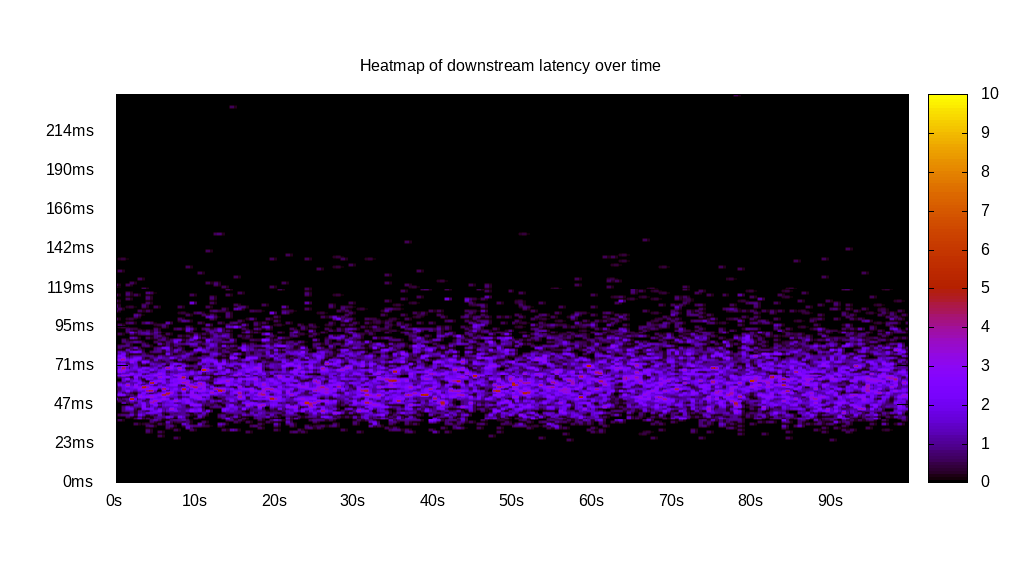 Heatmap of downstream latency over time
214ms
190ms
166ms
142ms
119ms
95ms
71ms
47ms
23ms
0ms
0s 10s 20s 30s 40s 50s 60s 70s 80s 90s
10
9
8
7
6
5
4
3
2
1
0